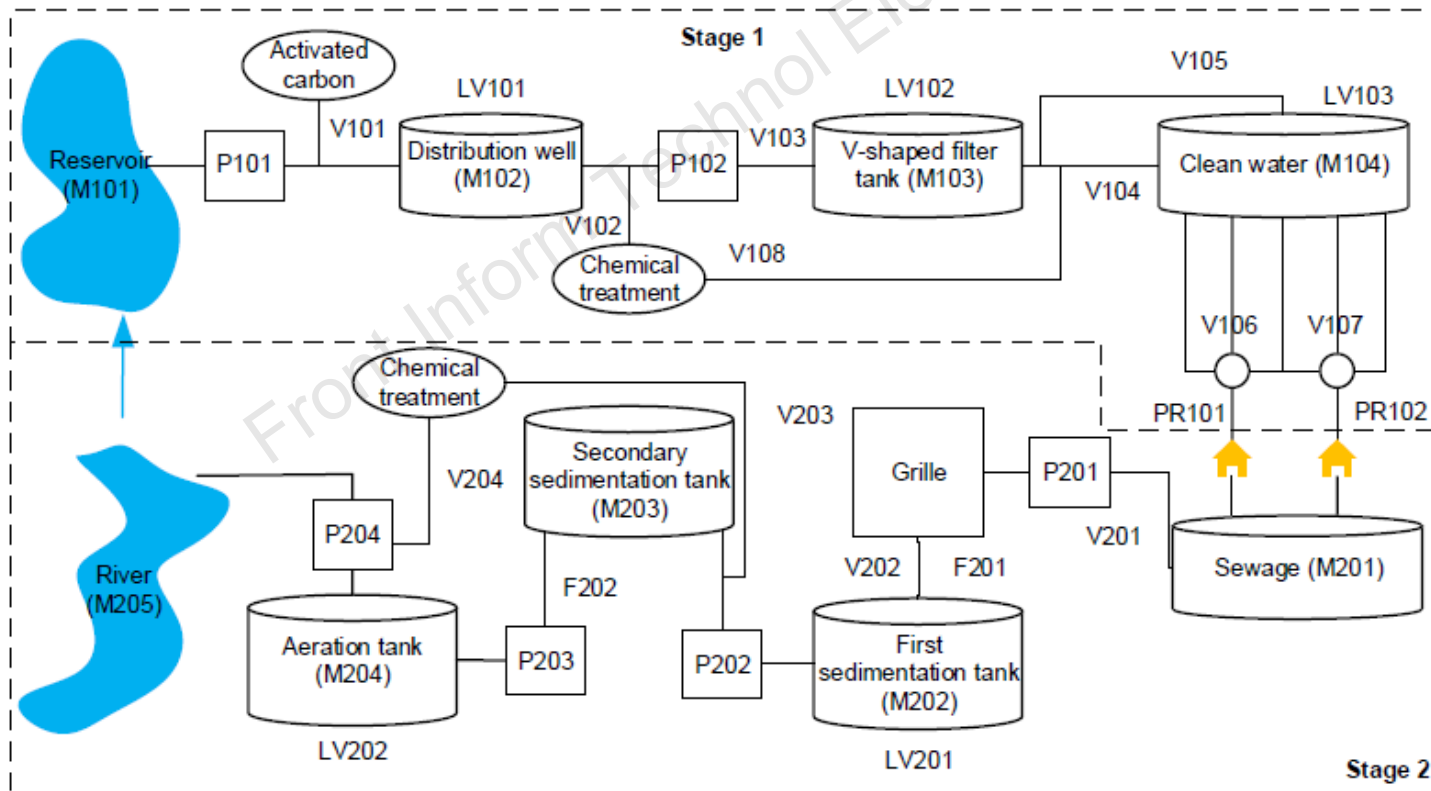 Stage 1
Activated
carbon
V101
LV101
V103
LV102
V105
LV103
Reservoir
(M101)
P101
Distribution well
(M102)
P102
V-shaped filter
tank (M103)
Clean water (M104)
V104
V102
V108
Chemical
treatment
V106
V107
PR101
PR102
Chemical
treatment
V203
V204
Secondary
sedimentation tank
(M203)
Grille
P201
V201
P204
River
(M205)
F202
V202
F201
Sewage (M201)
Aeration tank
(M204)
P203
P202
First
sedimentation tank
(M202)
LV202
LV201
Stage 2
Front Inform Technol Ele